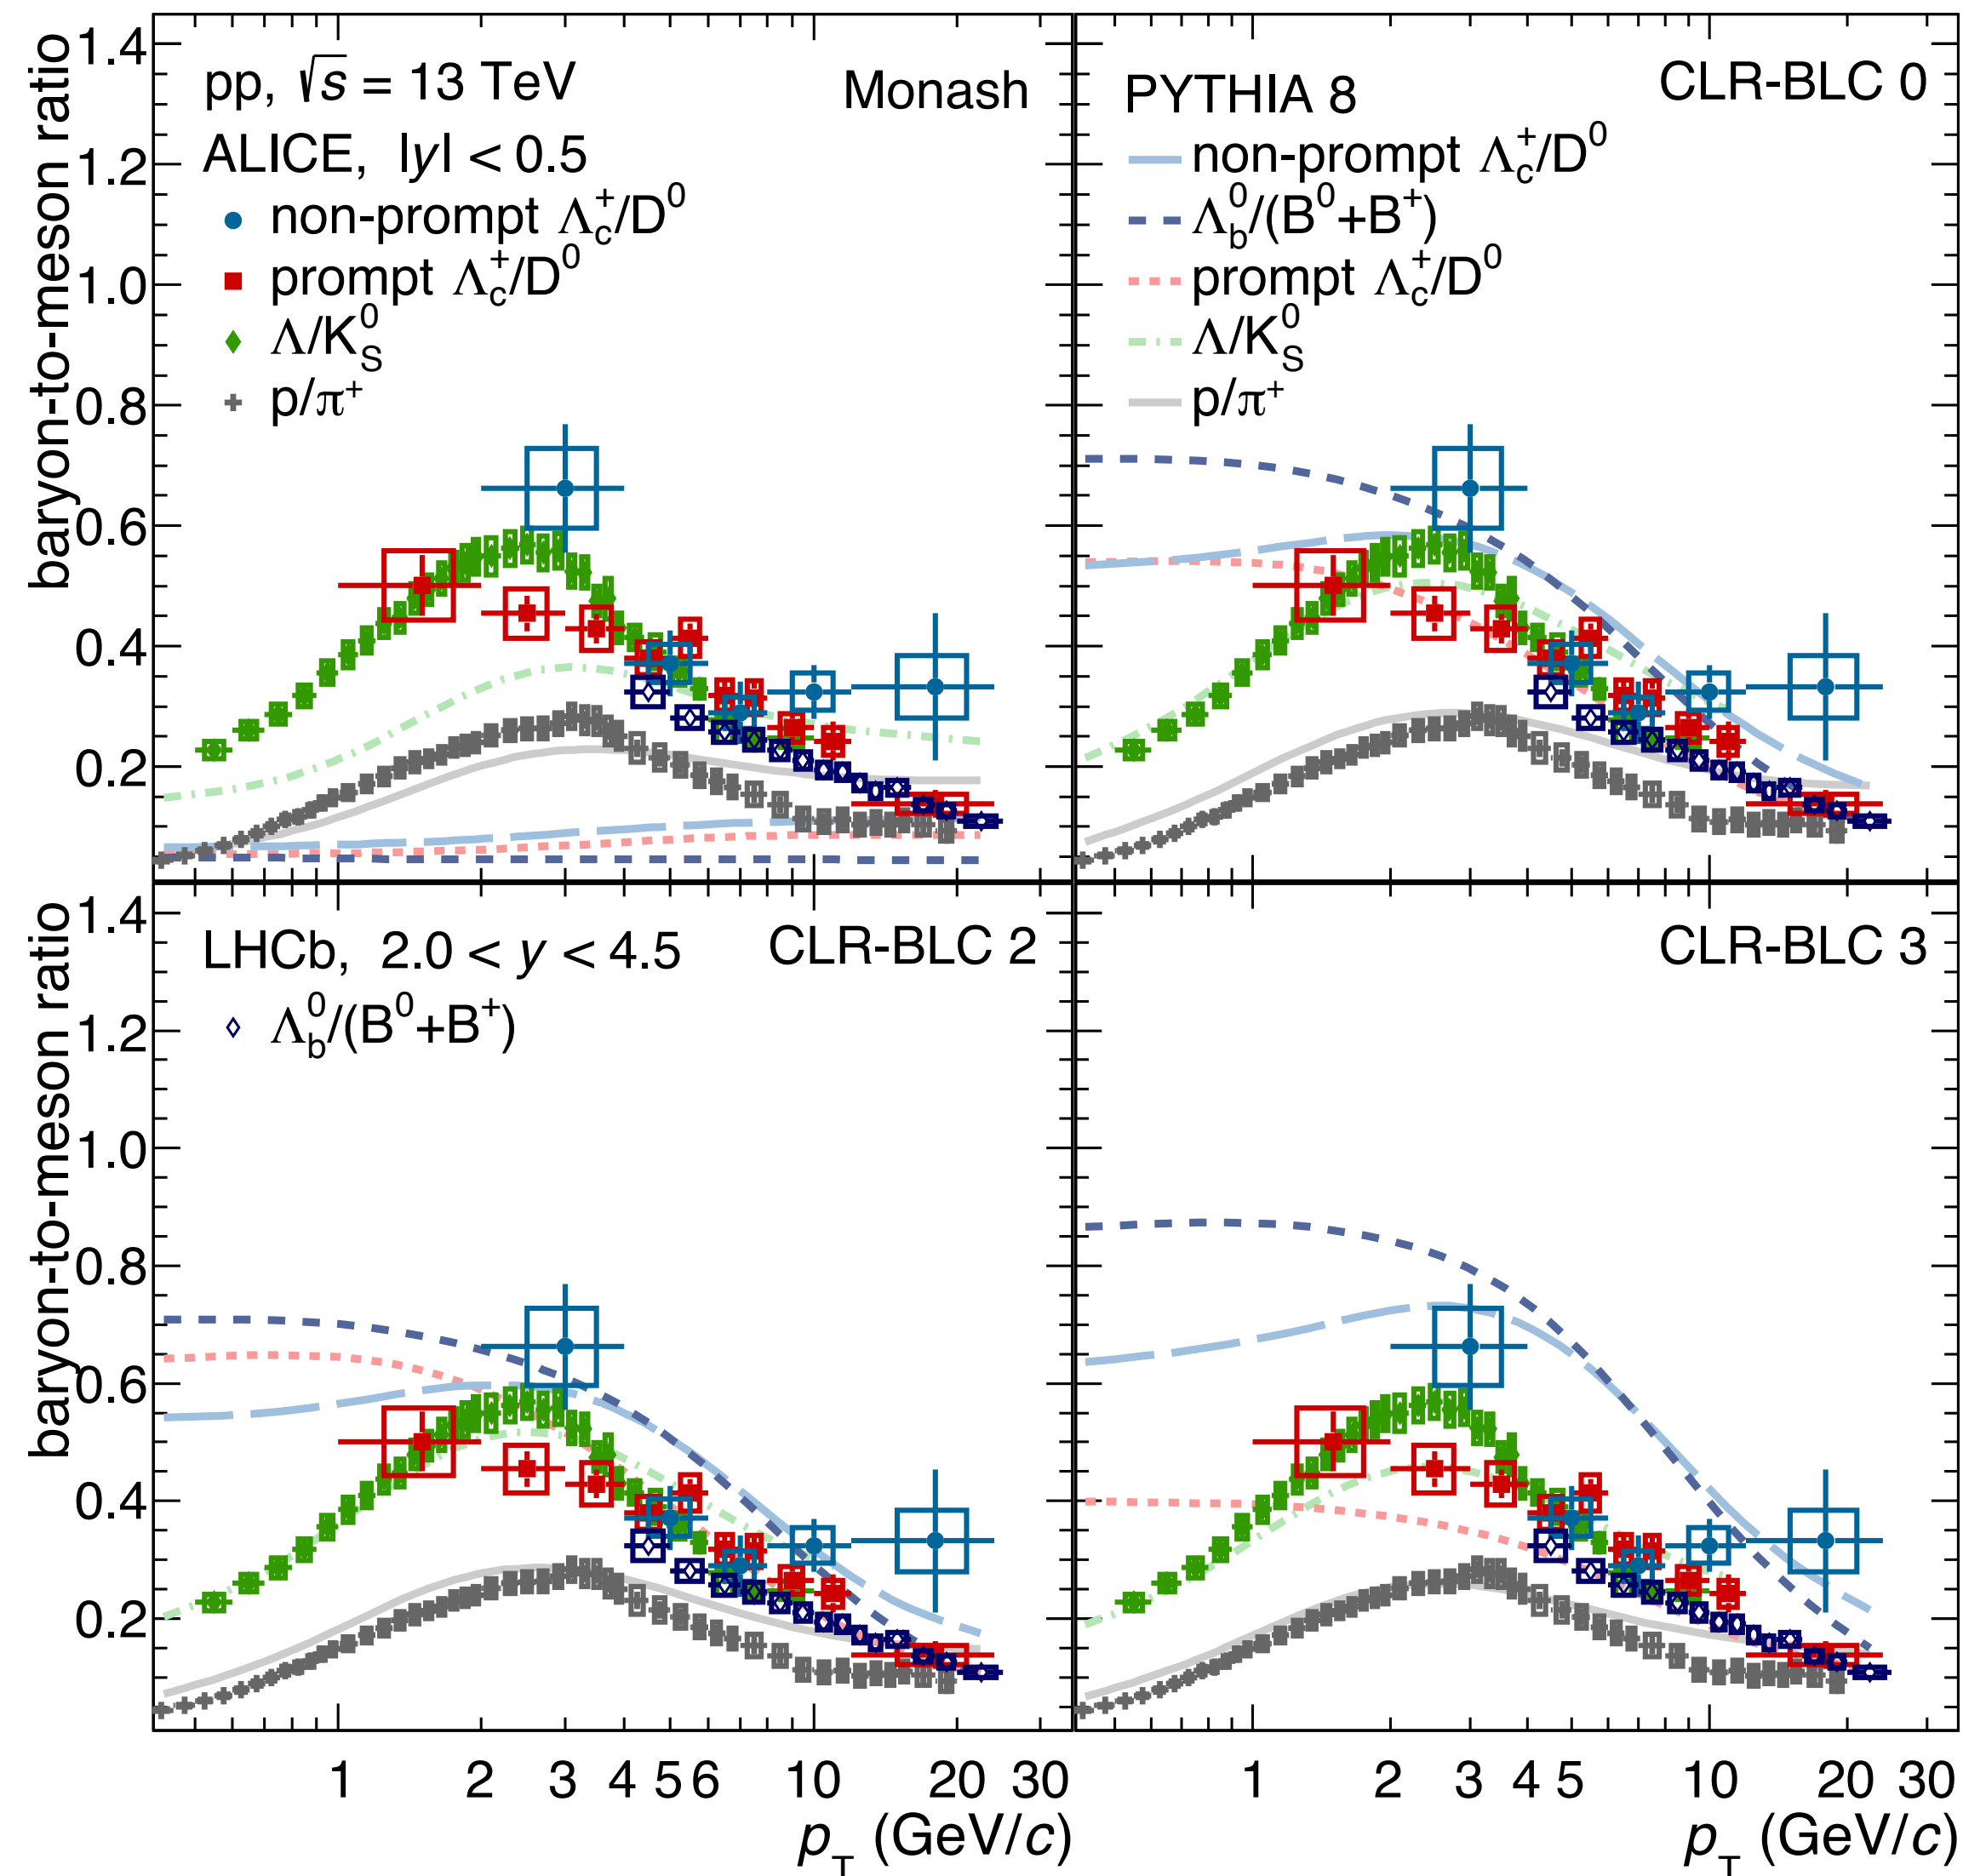 pp, √s = 13 TeV
Monash
ALICE, |y| < 0.5
non-prompt Λc+/D0
prompt Λc+/D0
Λ/KS0
p/π+
baryon-to-meson ratio
1.4
1.2
1.0
0.8
0.6
0.4
0.2
PYTHIA 8
CLR-BLC 0
non-prompt Λc+/D0
Λb0/(B0+B+)
prompt Λc+/D0
Λ/KS0
p/π+
LHCb, 2.0 < y < 4.5
CLR-BLC 2
Λb0/(B0+B+)
baryon-to-meson ratio
1.4
1.2
1.0
0.8
0.6
0.4
0.2
1 2 3 4 5 6 10 20 30
pT (GeV/c)
CLR-BLC 3
1 2 3 4 5 10 20 30
pT (GeV/c)